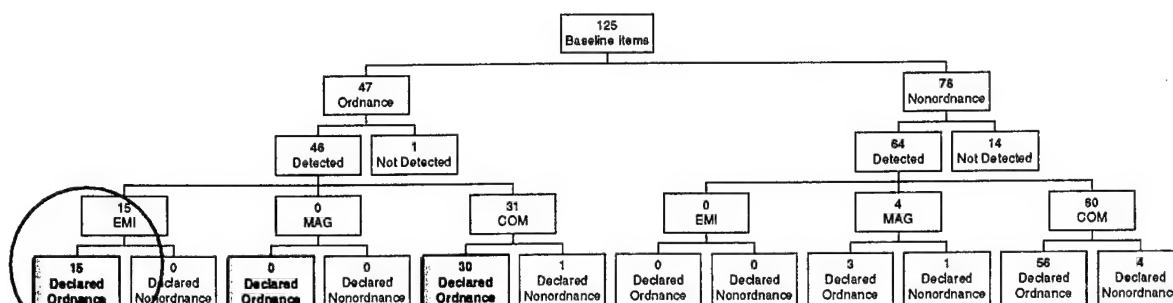 125
Baseline Items
47
Ordnance
78
Nonordnance
46
Detected
1
Not Detected
64
Detected
14
Not Detected
15
EMI
0
MAG
31
COM
0
EMI
4
MAG
60
COM
15
Declared
Ordnance
0
Declared
Nonordnance
0
Declared
Ordnance
0
Declared
Nonordnance
30
Declared
Ordnance
1
Declared
Nonordnance
0
Declared
Ordnance
0
Declared
Nonordnance
3
Declared
Ordnance
1
Declared
Nonordnance
56
Declared
Ordnance
4
Declared
Nonordnance